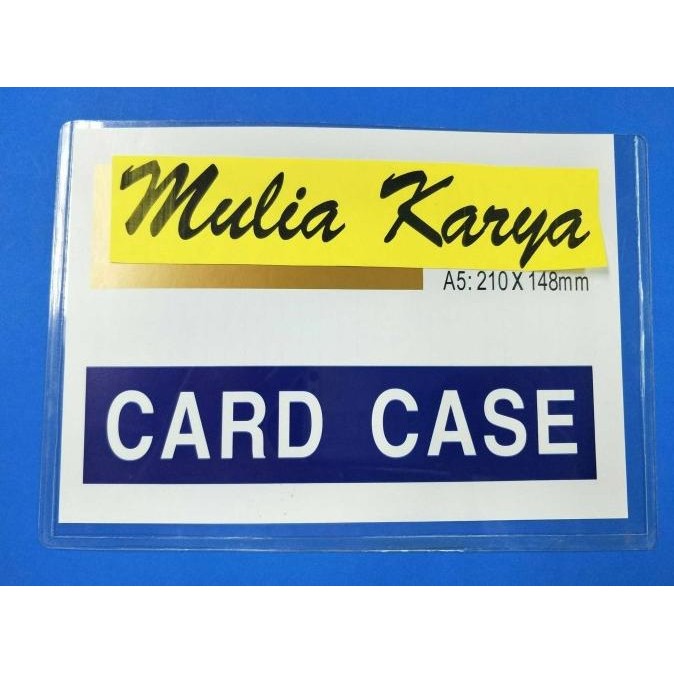 Mulia Karya
A5: 210 X 148mm
CARD CASE